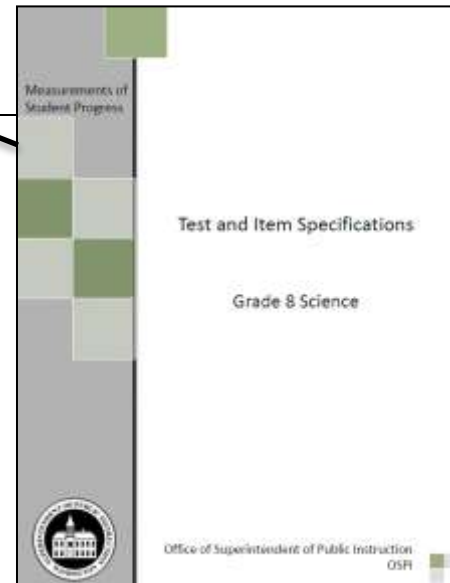 Measurements of
Student Progress
Test and Item Specifications
Grade 8 Science
Office of Superintendent of Public Instruction
OSPI